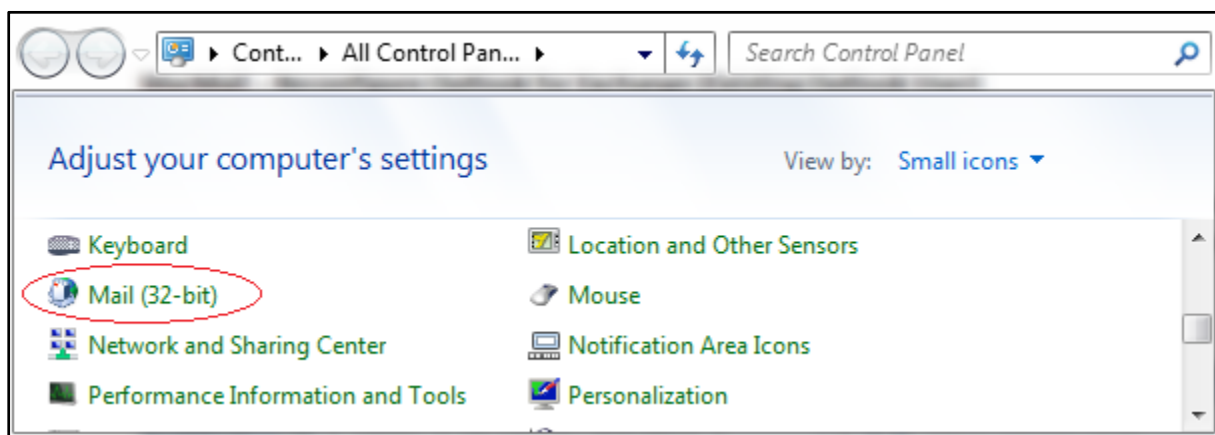 Cont... All Control Pan... Search Control Panel
Adjust your computer's settings View by: Small icons
Keyboard Location and Other Sensors
Mail (32-bit) Mouse
Network and Sharing Center Notification Area Icons
Performance Information and Tools Personalization